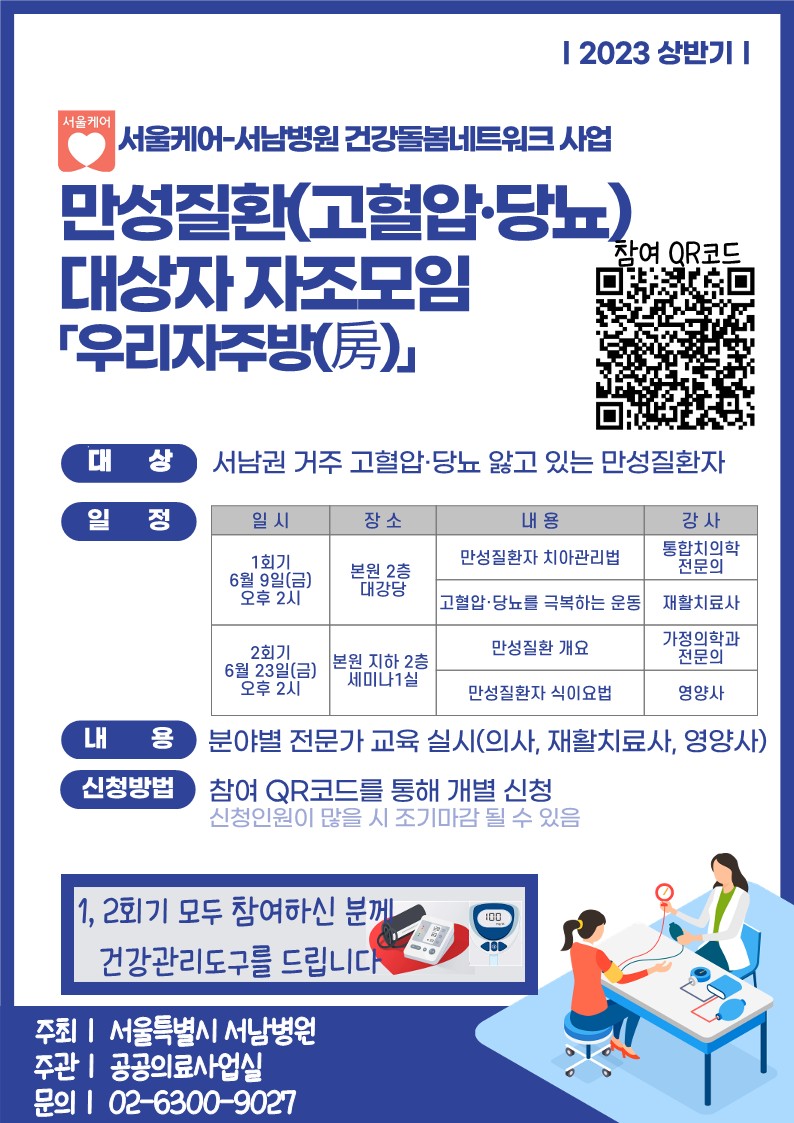 | 2023 상반기 |
서울케어
서울케어-서남병원 건강돌봄네트워크 사업
만성질환(고혈압·당뇨)
대상자 자조모임
「우리자주방(房)」
참여 QR코드
대 상
서남권 거주 고혈압·당뇨 앓고 있는 만성질환자
일 정
일 시 장 소 내 용 강 사
1회기
6월 9일(금)
오후 2시
본원 2층
대강당
만성질환자 치아관리법
통합치의학
전문의
고혈압·당뇨를 극복하는 운동
재활치료사
2회기
6월 23일(금)
오후 2시
본원 지하 2층
세미나1실
만성질환 개요
가정의학과
전문의
만성질환자 식이요법
영양사
내 용
분야별 전문가 교육 실시(의사, 재활치료사, 영양사)
신청방법
참여 QR코드를 통해 개별 신청
신청인원이 많을 시 조기마감 될 수 있음
1, 2회기 모두 참여하신 분께
건강관리도구를 드립니다
100
주최 | 서울특별시 서남병원
주관 | 공공의료사업실
문의 | 02-6300-9027